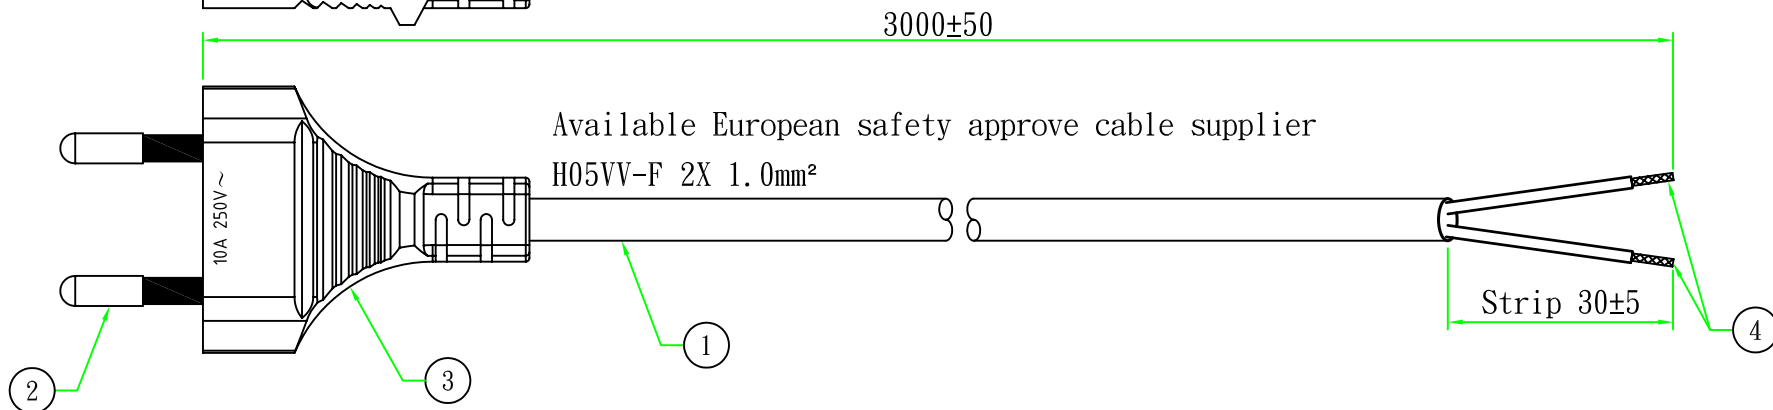 3000±50
Available European safety approve cable supplier
H05VV-F 2X 1.0mm²
10A 250V~
Strip 30±5
1
2
3
4